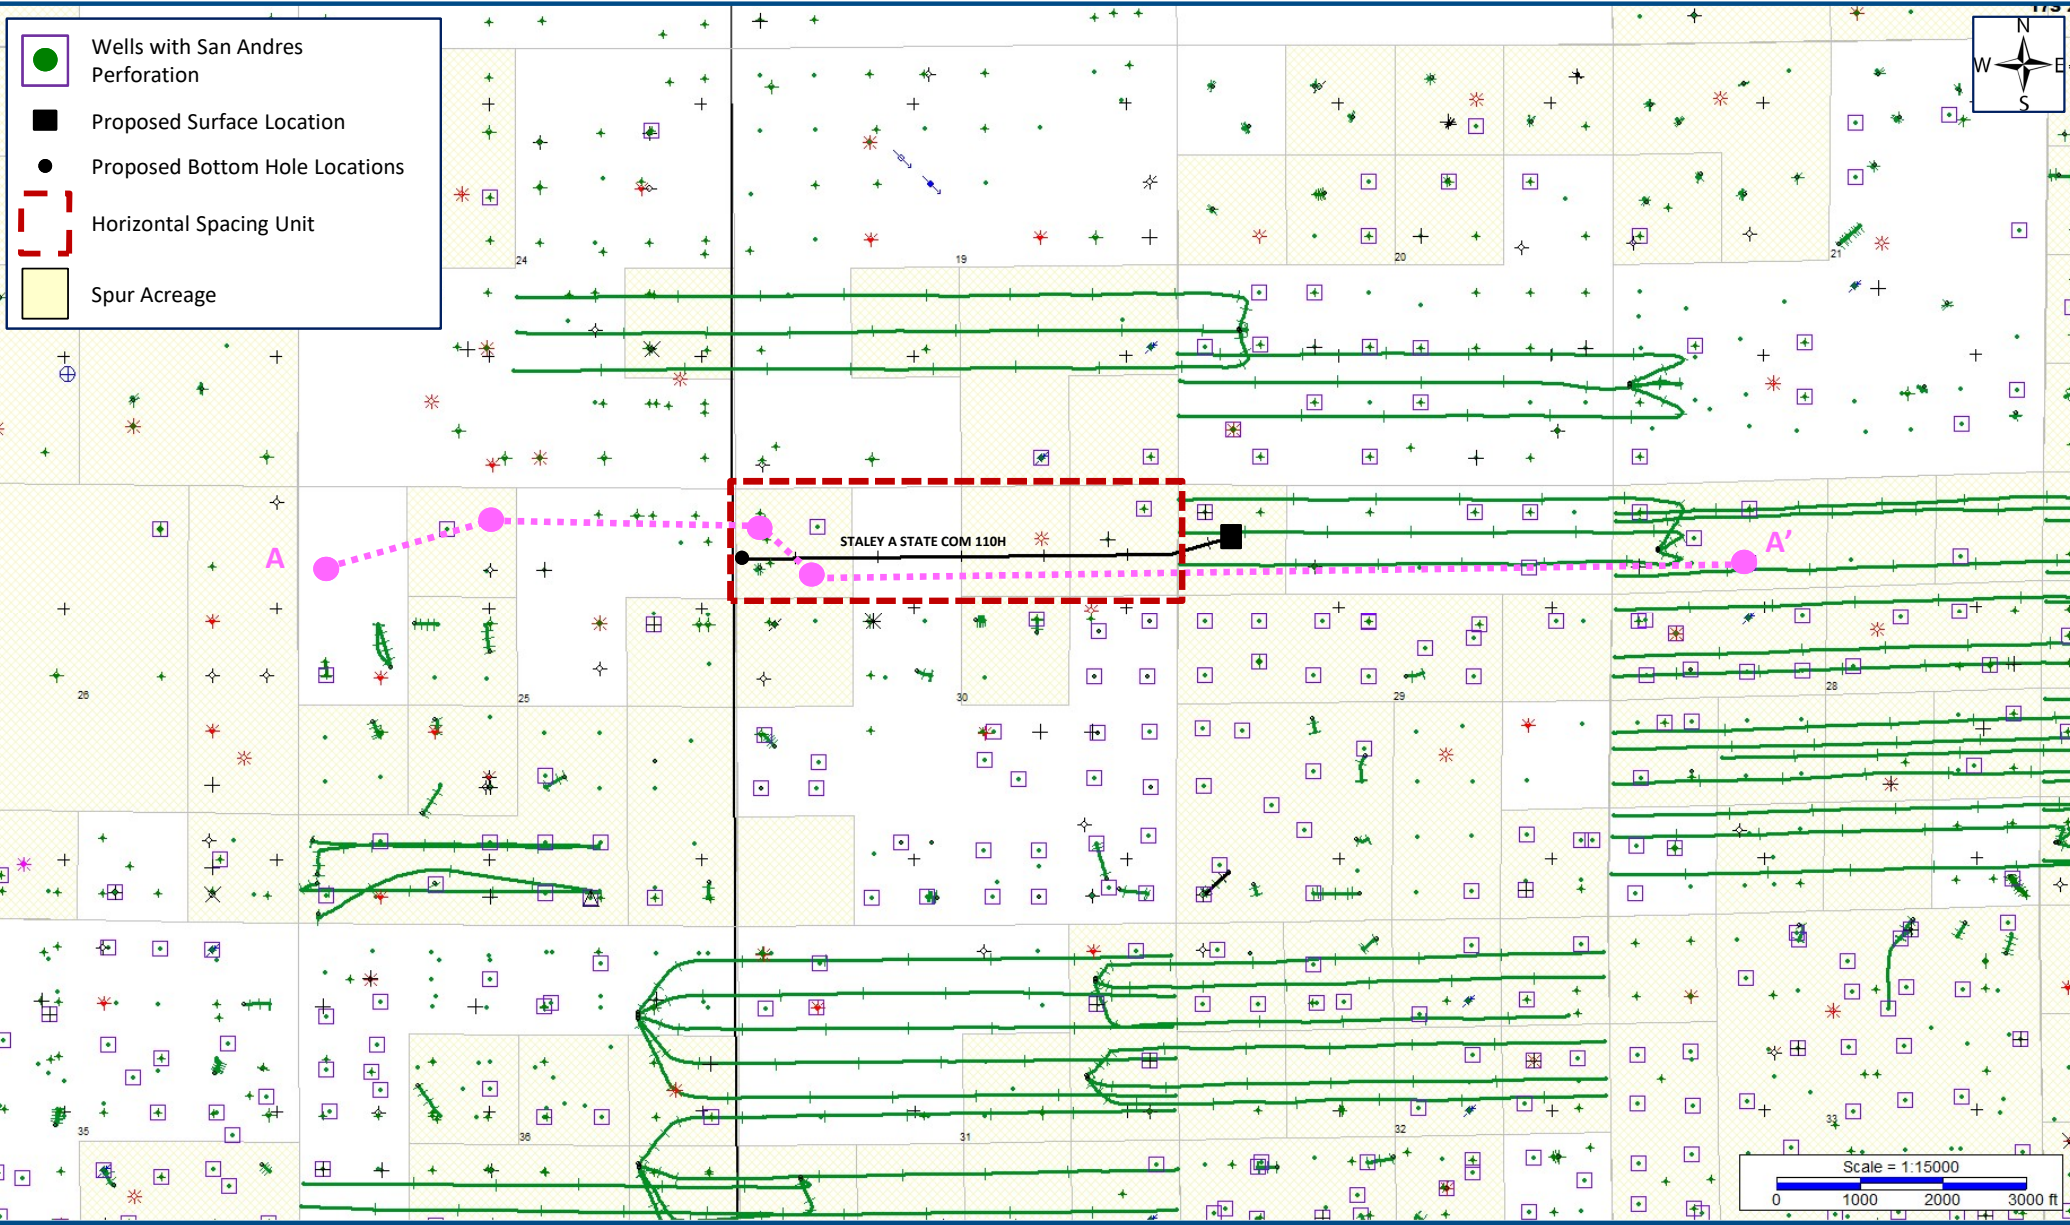 Wells with San Andres
Perforation
Proposed Surface Location
Proposed Bottom Hole Locations
Horizontal Spacing Unit
Spur Acreage
N
W E
S
24
19
20
21
STALEY A STATE COM 110H
A
A’
26
25
30
29
28
35
36
31
32
33
Scale = 1:15000
0 1000 2000 3000 ft